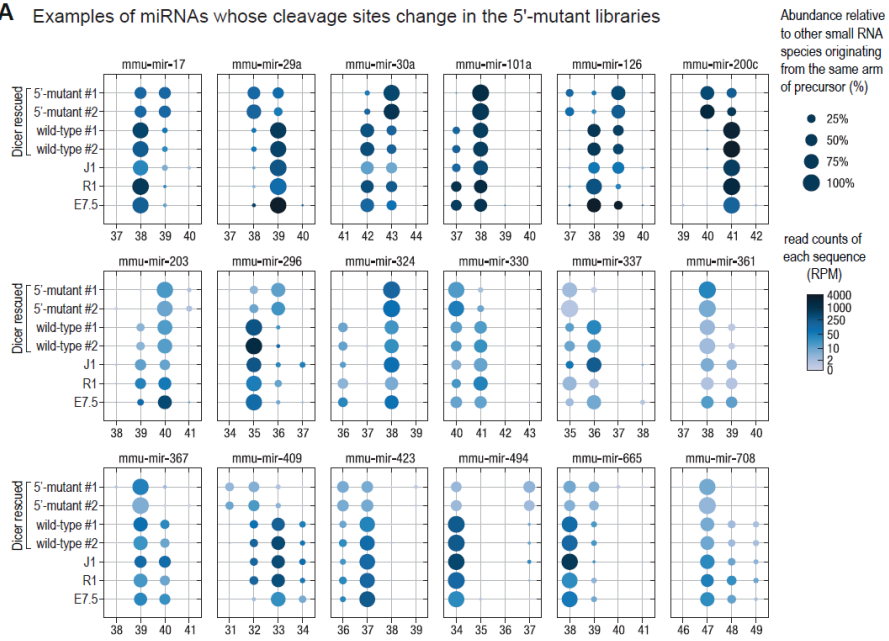 A Examples of miRNAs whose cleavage sites change in the 5'-mutant libraries
mmu-mir-17 mmu-mir-29a mmu-mir-30a mmu-mir-101a mmu-mir-126 mmu-mir-200c
Dicer rescued
5'-mutant #1
5'-mutant #2
wild-type #1
wild-type #2
J1
R1
E7.5
37 38 39 40 37 38 39 40 41 42 43 44 37 38 39 40 37 38 39 40 39 40 41 42
mmu-mir-203 mmu-mir-296 mmu-mir-324 mmu-mir-330 mmu-mir-337 mmu-mir-361
Dicer rescued
5'-mutant #1
5'-mutant #2
wild-type #1
wild-type #2
J1
R1
E7.5
38 39 40 41 34 35 36 37 36 37 38 39 40 41 42 43 35 36 37 38 37 38 39 40
mmu-mir-367 mmu-mir-409 mmu-mir-423 mmu-mir-494 mmu-mir-665 mmu-mir-708
Dicer rescued
5'-mutant #1
5'-mutant #2
wild-type #1
wild-type #2
J1
R1
E7.5
38 39 40 41 31 32 33 34 36 37 38 39 34 35 36 37 38 39 40 41 46 47 48 49
Abundance relative
to other small RNA
species originating
from the same arm
of precursor (%)
25%
50%
75%
100%
read counts of
each sequence
(RPM)
4000
1000
250
50
10
2
0